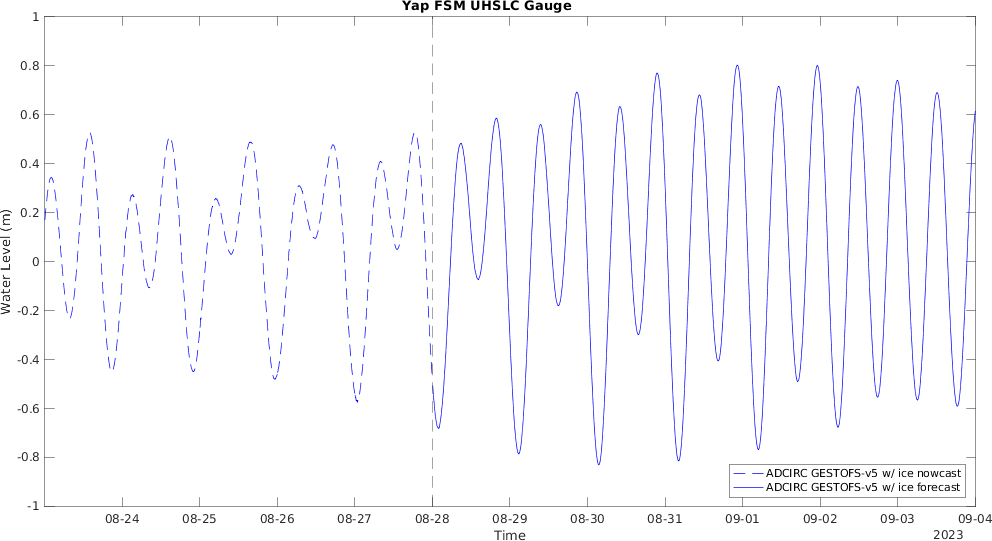 Yap FSM UHSLC Gauge
1
0.8
0.6
0.4
0.2
0
-0.2
-0.4
-0.6
-0.8
-1
Water Level (m)
ADCIRC GESTOFS-v5 w/ ice nowcast
ADCIRC GESTOFS-v5 w/ ice forecast
08-24 08-25 08-26 08-27 08-28 08-29 08-30 08-31 09-01 09-02 09-03 09-04
Time
2023